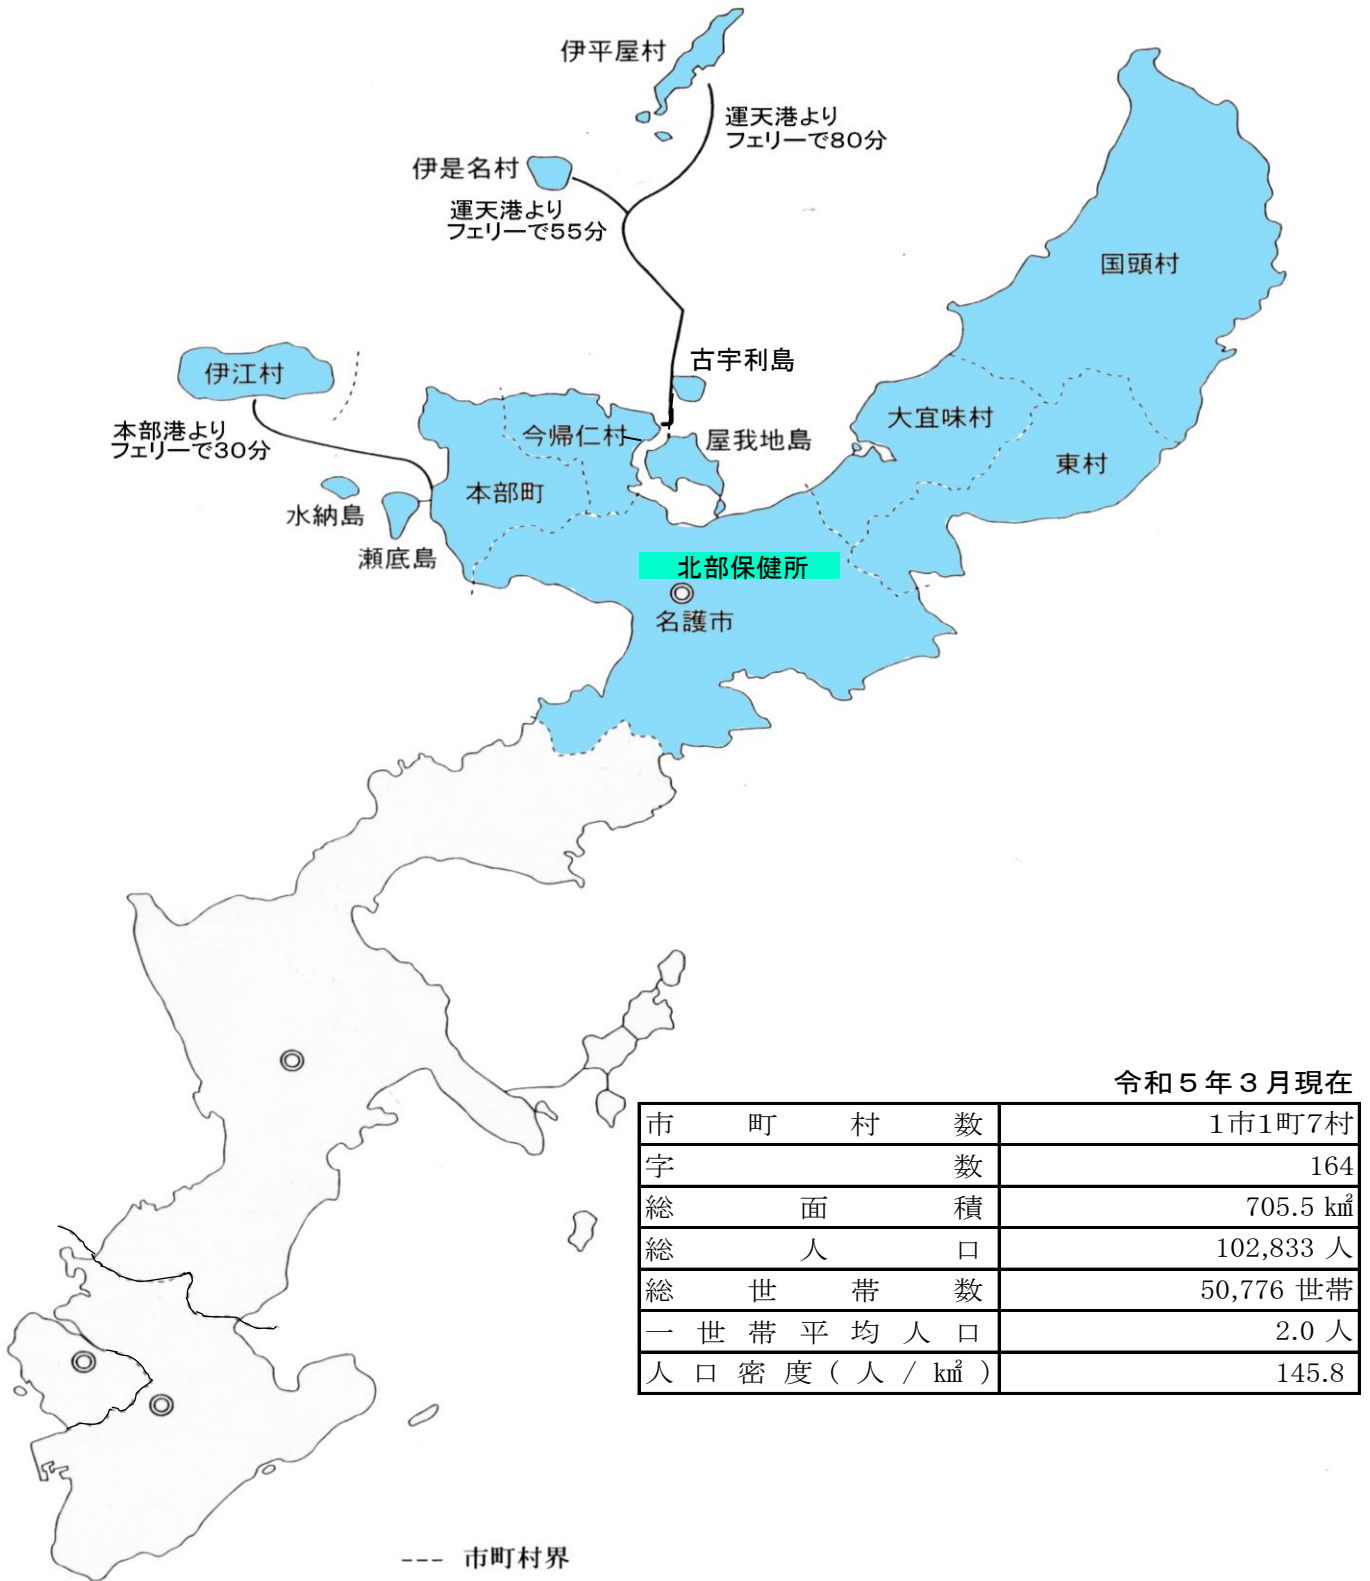 伊平屋村
運天港より
フェリーで80分
伊是名村
運天港より
フェリーで55分
国頭村
古宇利島
伊江村
大宜味村
本部港より
フェリーで30分
今帰仁村
屋我地島
東村
本部町
水納島
瀬底島
北部保健所
名護市
令和5年3月現在
市町村数 1市1町7村
字数 164
総面積 705.5 k㎡
総人口 102,833 人
総世帯数 50,776 世帯
一世帯平均人口 2.0 人
人口密度(人/k㎡) 145.8
--- 市町村界